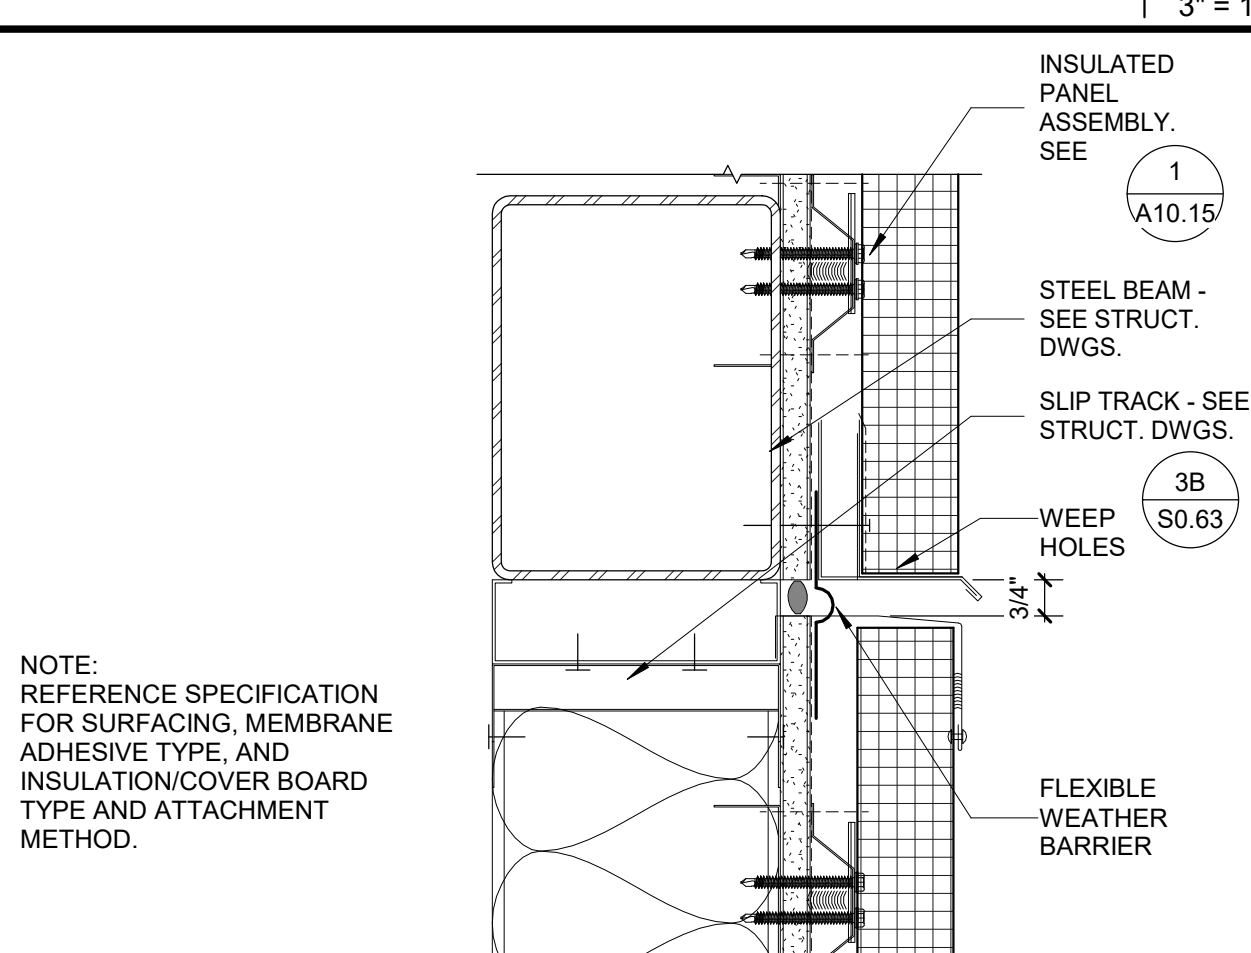 3" = 1
INSULATED
PANEL
ASSEMBLY.
SEE
1
A10.15
STEEL BEAM -
SEE STRUCT.
DWGS.
SLIP TRACK - SEE
STRUCT. DWGS.
3B
S0.63
WEEP
HOLES
3/4"
NOTE:
REFERENCE SPECIFICATION
FOR SURFACING, MEMBRANE
ADHESIVE TYPE, AND
INSULATION/COVER BOARD
TYPE AND ATTACHMENT
METHOD.
FLEXIBLE
WEATHER
BARRIER